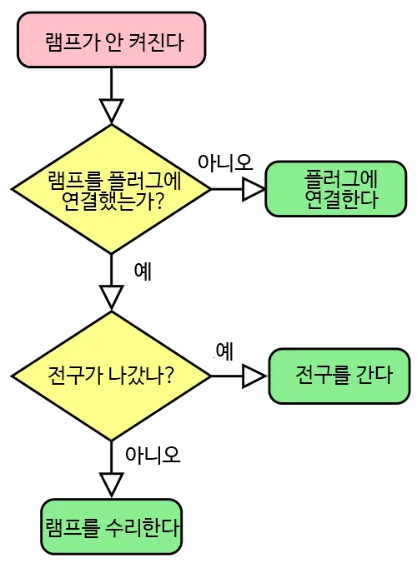 램프가 안 켜진다
램프를 플러그에
연결했는가?
아니오
플러그에
연결한다
예
전구가 나갔나?
예
전구를 간다
아니오
램프를 수리한다